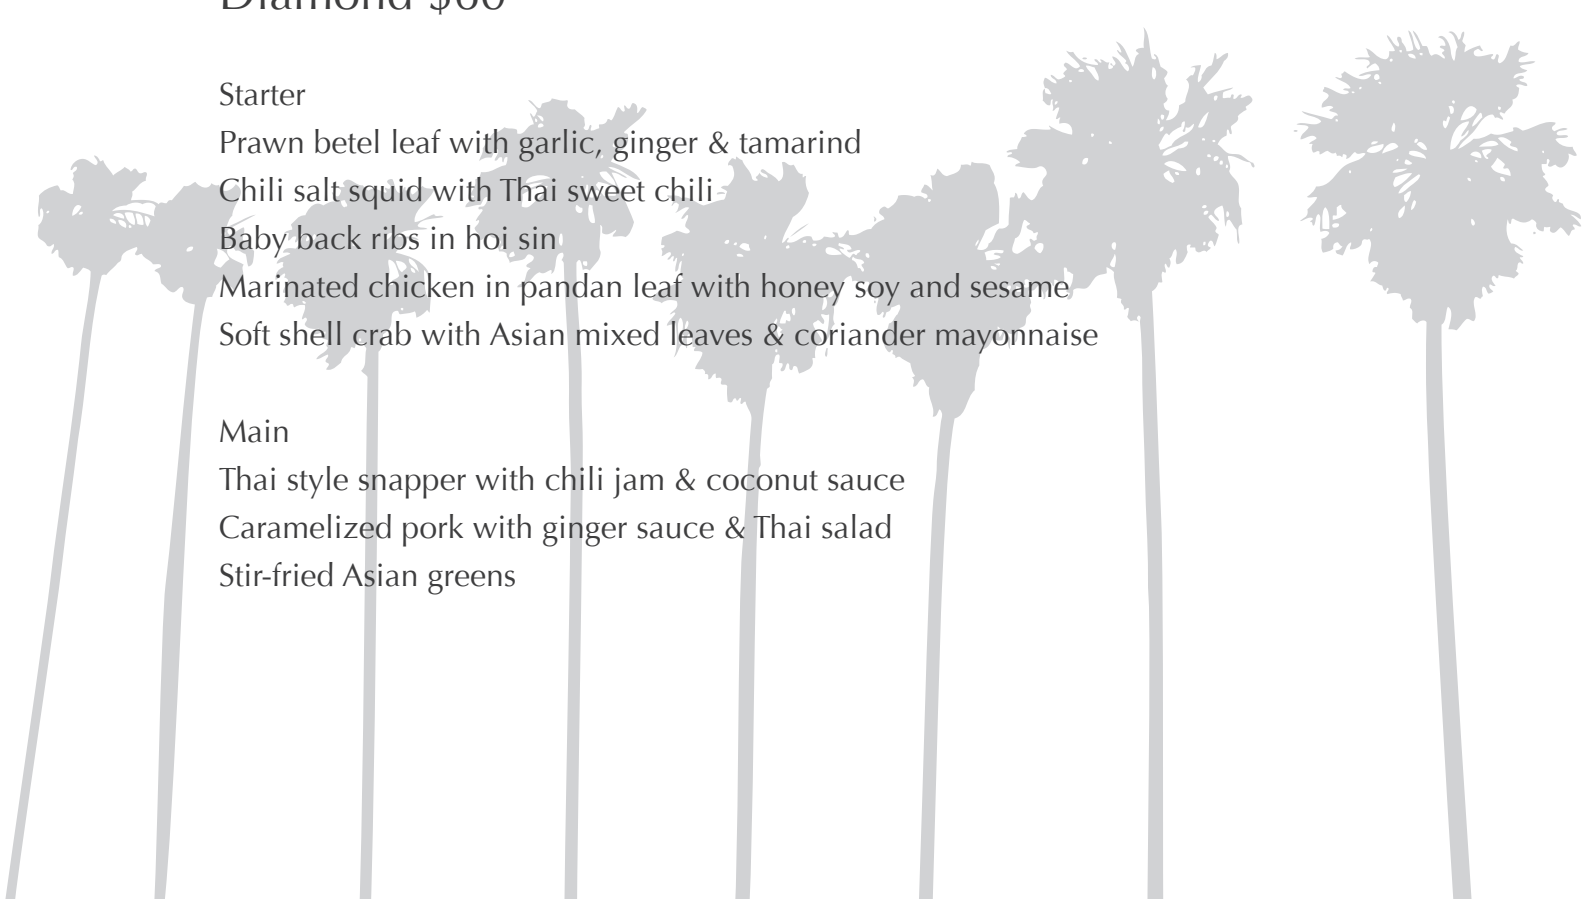 Diamond $60
Starter
Prawn betel leaf with garlic, ginger & tamarind
Chili salt squid with Thai sweet chili
Baby back ribs in hoi sin
Marinated chicken in pandan leaf with honey soy and sesame
Soft shell crab with Asian mixed leaves & coriander mayonnaise
Main
Thai style snapper with chili jam & coconut sauce
Caramelized pork with ginger sauce & Thai salad
Stir-fried Asian greens